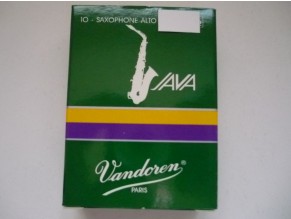 10 - SAXOPHONE ALTO
JAVA
Vandoren
PARIS